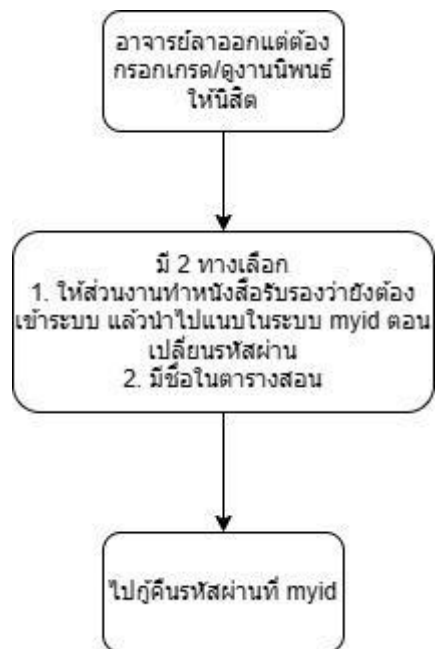 อาจารย์ลาออกแต่ต้อง
กรอกเกรด/ดูงานนิพนธ์
ให้นิสิต
มี 2 ทางเลือก
1. ให้ส่วนงานทำหนังสือรับรองว่ายังต้อง
เข้าระบบ แล้วนำไปแนบในระบบ myid ตอน
เปลี่ยนรหัสผ่าน
2. มีชื่อในตารางสอน
ไปกู้คืนรหัสผ่านที่ myid